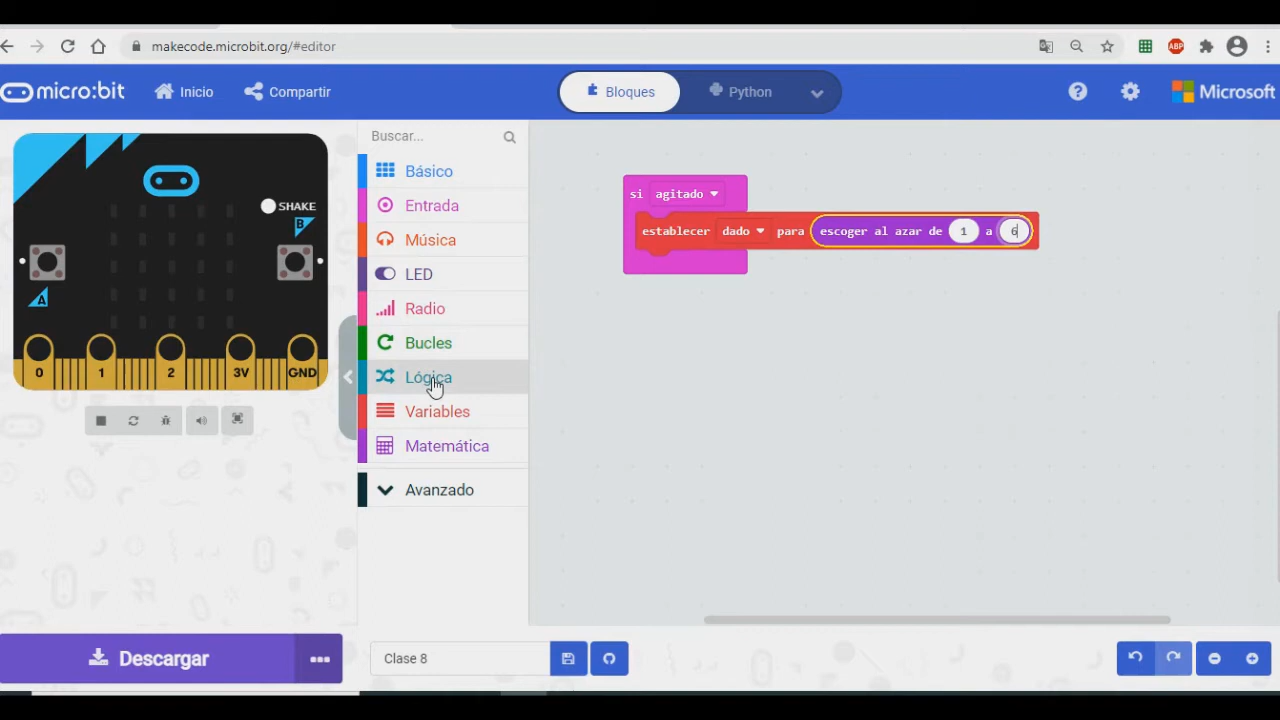 makecode.microbit.org/#editor
ABP
micro:bit
Inicio
Compartir
Bloques
Python
Microsoft
SHAKE
B
A
0 1 2 3V GND
Buscar...
Básico
Entrada
Música
LED
Radio
Bucles
Lógica
Variables
Matemática
Avanzado
si agitado
establecer dado para escoger al azar de 1 a 6
Descargar
Clase 8